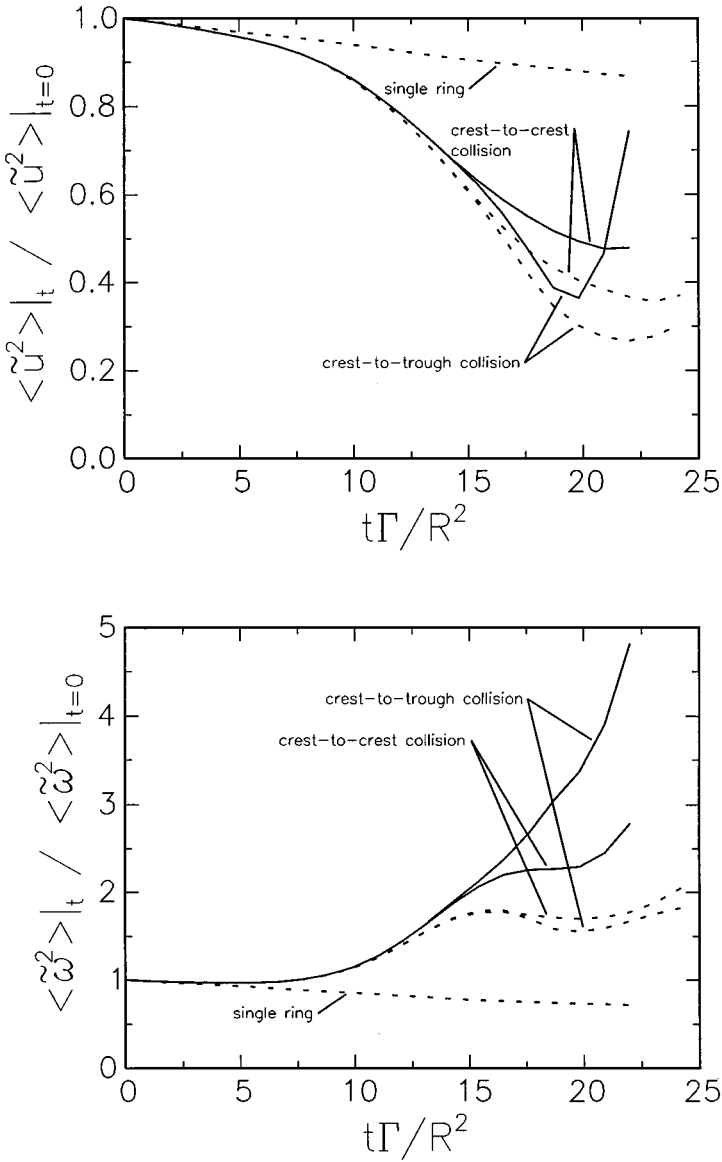 <ũ²>|ₜ / <ũ²>|ₜ₌₀
1.0
0.8
0.6
0.4
0.2
0.0
single ring
crest-to-crest
collision
crest-to-trough collision
0 5 10 15 20 25
tΓ/R²
<ω̃²>|ₜ / <ω̃²>|ₜ₌₀
5
4
3
2
1
0
crest-to-trough collision
crest-to-crest collision
single ring
0 5 10 15 20 25
tΓ/R²